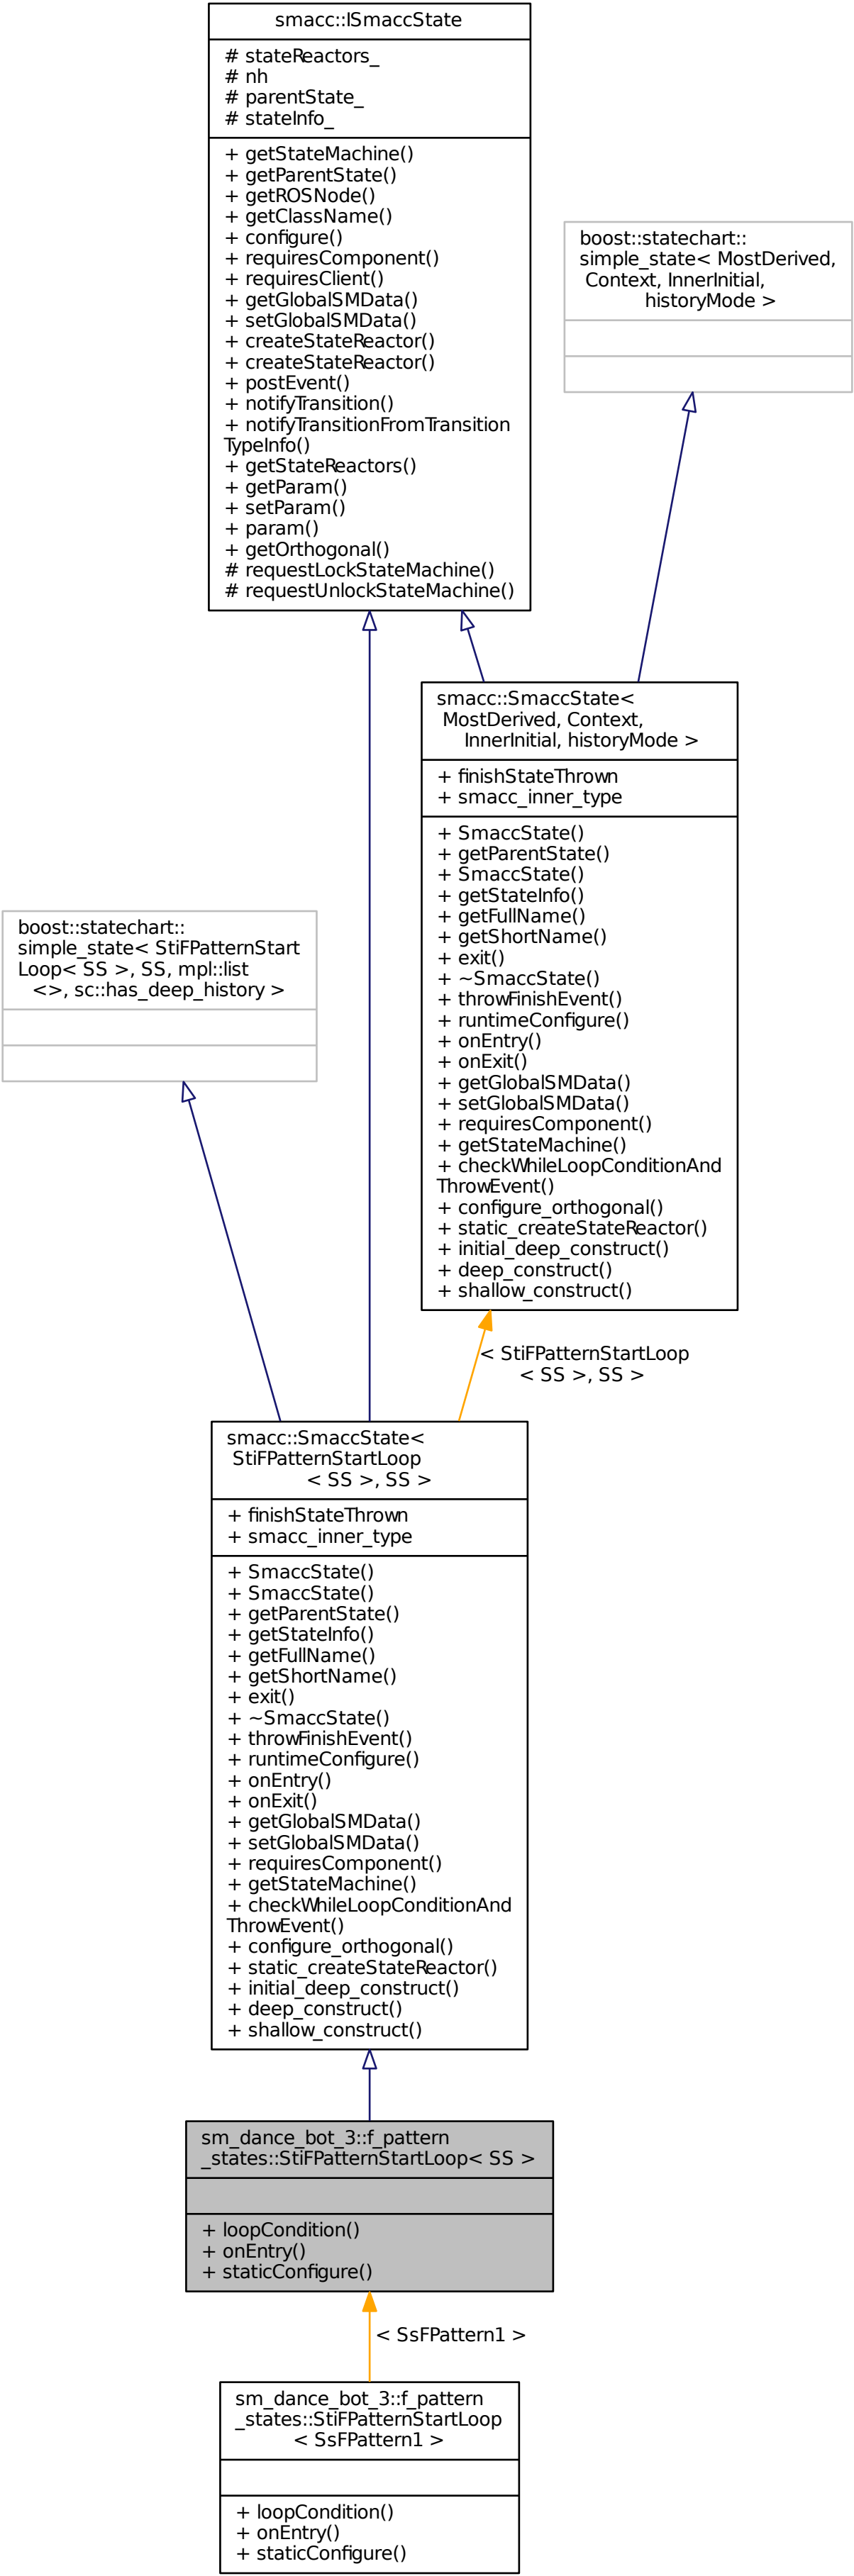 smacc::ISmaccState
# stateReactors_
# nh
# parentState_
# stateInfo_
+ getStateMachine()
+ getParentState()
+ getROSNode()
+ getClassName()
+ configure()
+ requiresComponent()
+ requiresClient()
+ getGlobalSMData()
+ setGlobalSMData()
+ createStateReactor()
+ createStateReactor()
+ postEvent()
+ notifyTransition()
+ notifyTransitionFromTransition
TypeInfo()
+ getStateReactors()
+ getParam()
+ setParam()
+ param()
+ getOrthogonal()
# requestLockStateMachine()
# requestUnlockStateMachine()
boost::statechart::
simple_state< MostDerived,
Context, InnerInitial,
historyMode >
smacc::SmaccState<
MostDerived, Context,
InnerInitial, historyMode >
+ finishStateThrown
+ smacc_inner_type
+ SmaccState()
+ getParentState()
+ SmaccState()
+ getStateInfo()
+ getFullName()
+ getShortName()
+ exit()
+ ~SmaccState()
+ throwFinishEvent()
+ runtimeConfigure()
+ onEntry()
+ onExit()
+ getGlobalSMData()
+ setGlobalSMData()
+ requiresComponent()
+ getStateMachine()
+ checkWhileLoopConditionAnd
ThrowEvent()
+ configure_orthogonal()
+ static_createStateReactor()
+ initial_deep_construct()
+ deep_construct()
+ shallow_construct()
boost::statechart::
simple_state< StiFPatternStart
Loop< SS >, SS, mpl::list
<>, sc::has_deep_history >
< StiFPatternStartLoop
< SS >, SS >
smacc::SmaccState<
StiFPatternStartLoop
< SS >, SS >
+ finishStateThrown
+ smacc_inner_type
+ SmaccState()
+ SmaccState()
+ getParentState()
+ getStateInfo()
+ getFullName()
+ getShortName()
+ exit()
+ ~SmaccState()
+ throwFinishEvent()
+ runtimeConfigure()
+ onEntry()
+ onExit()
+ getGlobalSMData()
+ setGlobalSMData()
+ requiresComponent()
+ getStateMachine()
+ checkWhileLoopConditionAnd
ThrowEvent()
+ configure_orthogonal()
+ static_createStateReactor()
+ initial_deep_construct()
+ deep_construct()
+ shallow_construct()
sm_dance_bot_3::f_pattern
_states::StiFPatternStartLoop< SS >
+ loopCondition()
+ onEntry()
+ staticConfigure()
< SsFPattern1 >
sm_dance_bot_3::f_pattern
_states::StiFPatternStartLoop
< SsFPattern1 >
+ loopCondition()
+ onEntry()
+ staticConfigure()